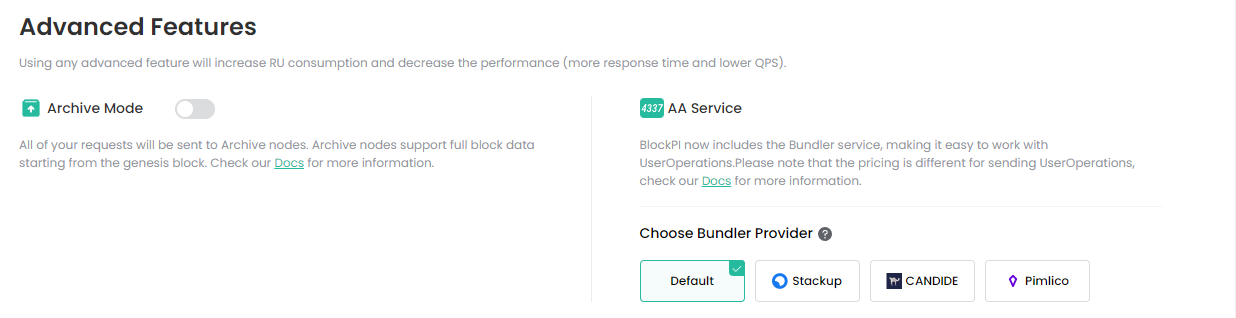 Advanced Features
Using any advanced feature will increase RU consumption and decrease the performance (more response time and lower QPS).
Archive Mode
All of your requests will be sent to Archive nodes. Archive nodes support full block data
starting from the genesis block. Check our Docs for more information.
4337 AA Service
BlockPI now includes the Bundler service, making it easy to work with
UserOperations.Please note that the pricing is different for sending UserOperations,
check our Docs for more information.
Choose Bundler Provider ?
Default
Stackup
CANDIDE
Pimlico